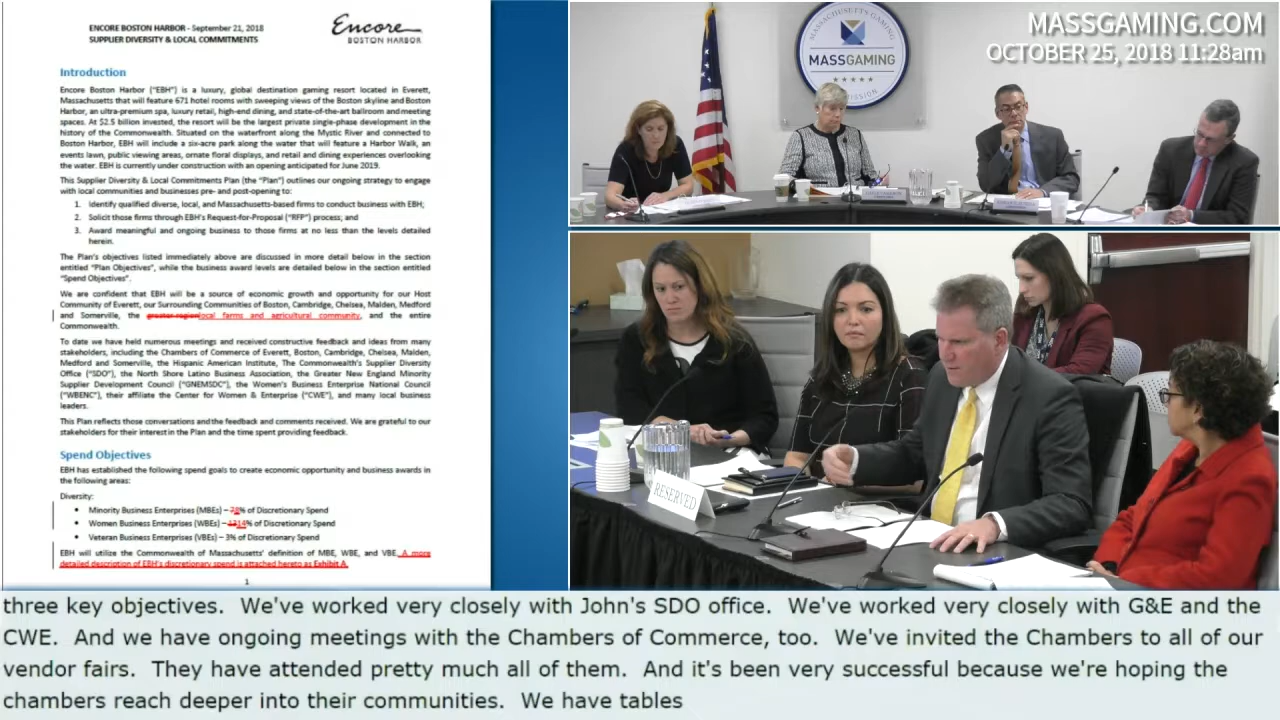 ENCORE BOSTON HARBOR - September 21, 2018
SUPPLIER DIVERSITY & LOCAL COMMITMENTS
Encore
BOSTON HARBOR
Introduction
Encore Boston Harbor ("EBH") is a luxury, global destination gaming resort located in Everett,
Massachusetts that will feature 671 hotel rooms with sweeping views of the Boston skyline and Boston
Harbor, an ultra-premium spa, luxury retail, high-end dining, and state-of-the-art ballroom and meeting
spaces. At $2.5 billion invested, the resort will be the largest private single-phase development in the
history of the Commonwealth. Situated on the waterfront along the Mystic River and connected to
Boston Harbor, EBH will include a six-acre park along the water that will feature a Harbor Walk, an
events lawn, public viewing areas, ornate floral displays, and retail and dining experiences overlooking
the water. EBH is currently under construction with an opening anticipated for June 2019.
This Supplier Diversity & Local Commitments Plan (the "Plan") outlines our ongoing strategy to engage
with local communities and businesses pre- and post-opening to:
1. Identify qualified diverse, local, and Massachusetts-based firms to conduct business with EBH;
2. Solicit those firms through EBH's Request-for-Proposal ("RFP") process; and
3. Award meaningful and ongoing business to those firms at no less than the levels detailed
herein.
The Plan's objectives listed immediately above are discussed in more detail below in the section
entitled "Plan Objectives", while the business award levels are detailed below in the section entitled
"Spend Objectives".
We are confident that EBH will be a source of economic growth and opportunity for our Host
Community of Everett, our Surrounding Communities of Boston, Cambridge, Chelsea, Malden, Medford
and Somerville, the greater region local farms and agricultural community, and the entire
Commonwealth.
To date we have held numerous meetings and received constructive feedback and ideas from many
stakeholders, including the Chambers of Commerce of Everett, Boston, Cambridge, Chelsea, Malden,
Medford and Somerville, the Hispanic American Institute, The Commonwealth's Supplier Diversity
Office ("SDO"), the North Shore Latino Business Association, the Greater New England Minority
Supplier Development Council ("GNEMSDC"), the Women's Business Enterprise National Council
("WBENC"), their affiliate the Center for Women & Enterprise ("CWE"), and many local business
leaders.
This Plan reflects those conversations and the feedback and comments received. We are grateful to our
stakeholders for their interest in the Plan and the time spent providing feedback.
Spend Objectives
EBH has established the following spend goals to create economic opportunity and business awards in
the following areas:
Diversity:
• Minority Business Enterprises (MBEs) – 78% of Discretionary Spend
• Women Business Enterprises (WBEs) – 1314% of Discretionary Spend
• Veteran Business Enterprises (VBEs) – 3% of Discretionary Spend
EBH will utilize the Commonwealth of Massachusetts' definition of MBE, WBE, and VBE. A more
detailed description of EBH's discretionary spend is attached hereto as Exhibit A.
1
MASSACHUSETTS GAMING
MASSGAMING
MASSGAMING.COM
OCTOBER 25, 2018 11:28am
RESERVED
three key objectives. We've worked very closely with John's SDO office. We've worked very closely with G&E and the
CWE. And we have ongoing meetings with the Chambers of Commerce, too. We've invited the Chambers to all of our
vendor fairs. They have attended pretty much all of them. And it's been very successful because we're hoping the
chambers reach deeper into their communities. We have tables